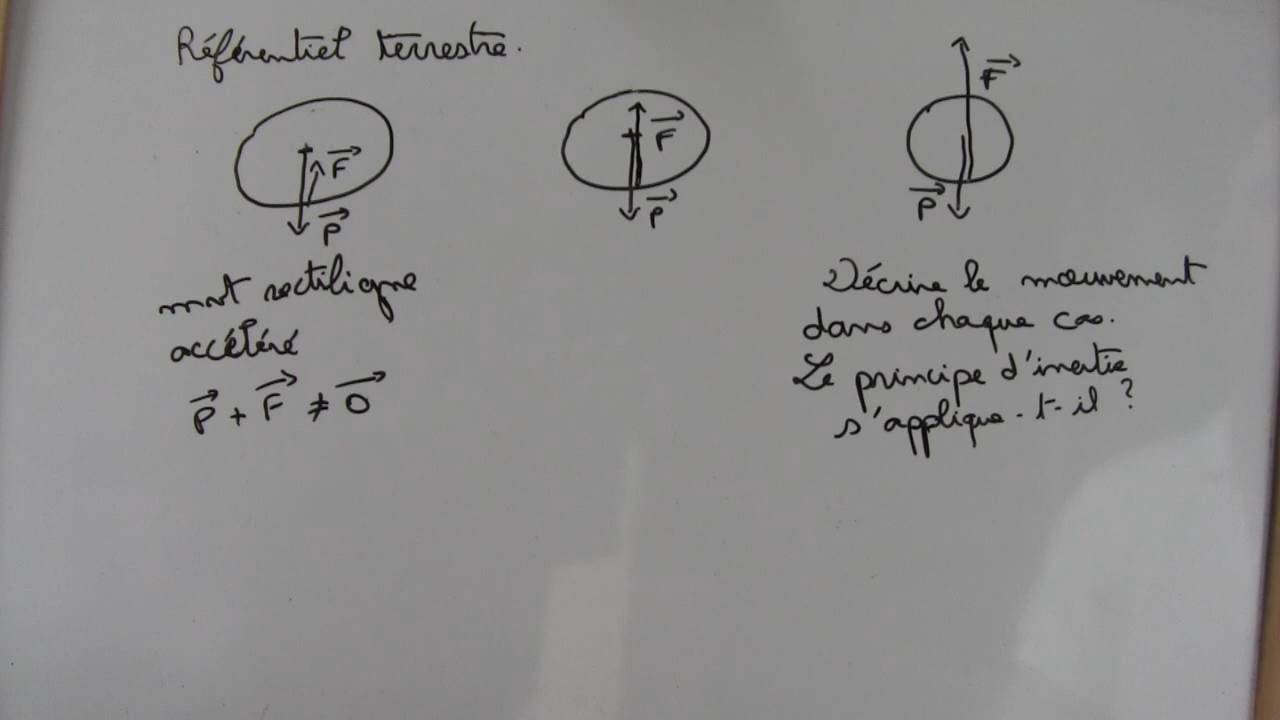 Référentiel terrestre.
F
P
F
P
F
P
mvt rectiligne
accéléré
P + F ≠ 0
Décrire le mouvement
dans chaque cas.
Le principe d'inertie
s'applique-t-il ?